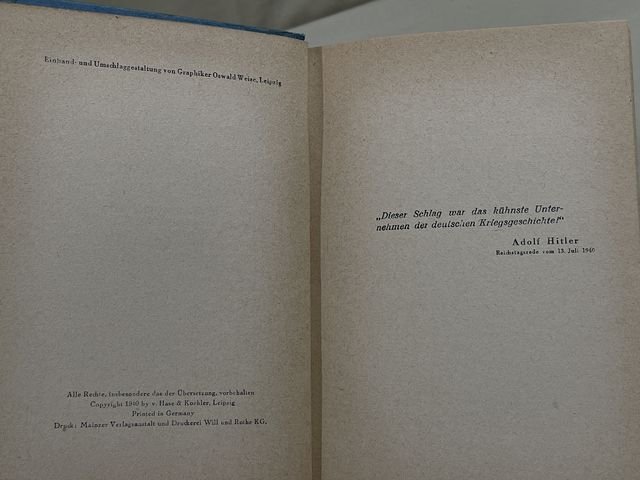 Einband- und Umschlaggestaltung von Graphiker Oswald Weise, Leipzig
Alle Rechte, insbesondere das der Übersetzung, vorbehalten
Copyright 1940 by v. Hase & Koehler, Leipzig
Printed in Germany
Druck: Mainzer Verlagsanstalt und Druckerei Will und Rothe KG.
„Dieser Schlag war das kühnste Unter-
nehmen der deutschen Kriegsgeschichte!“
Adolf Hitler
Reichstagsrede vom 13. Juli 1940